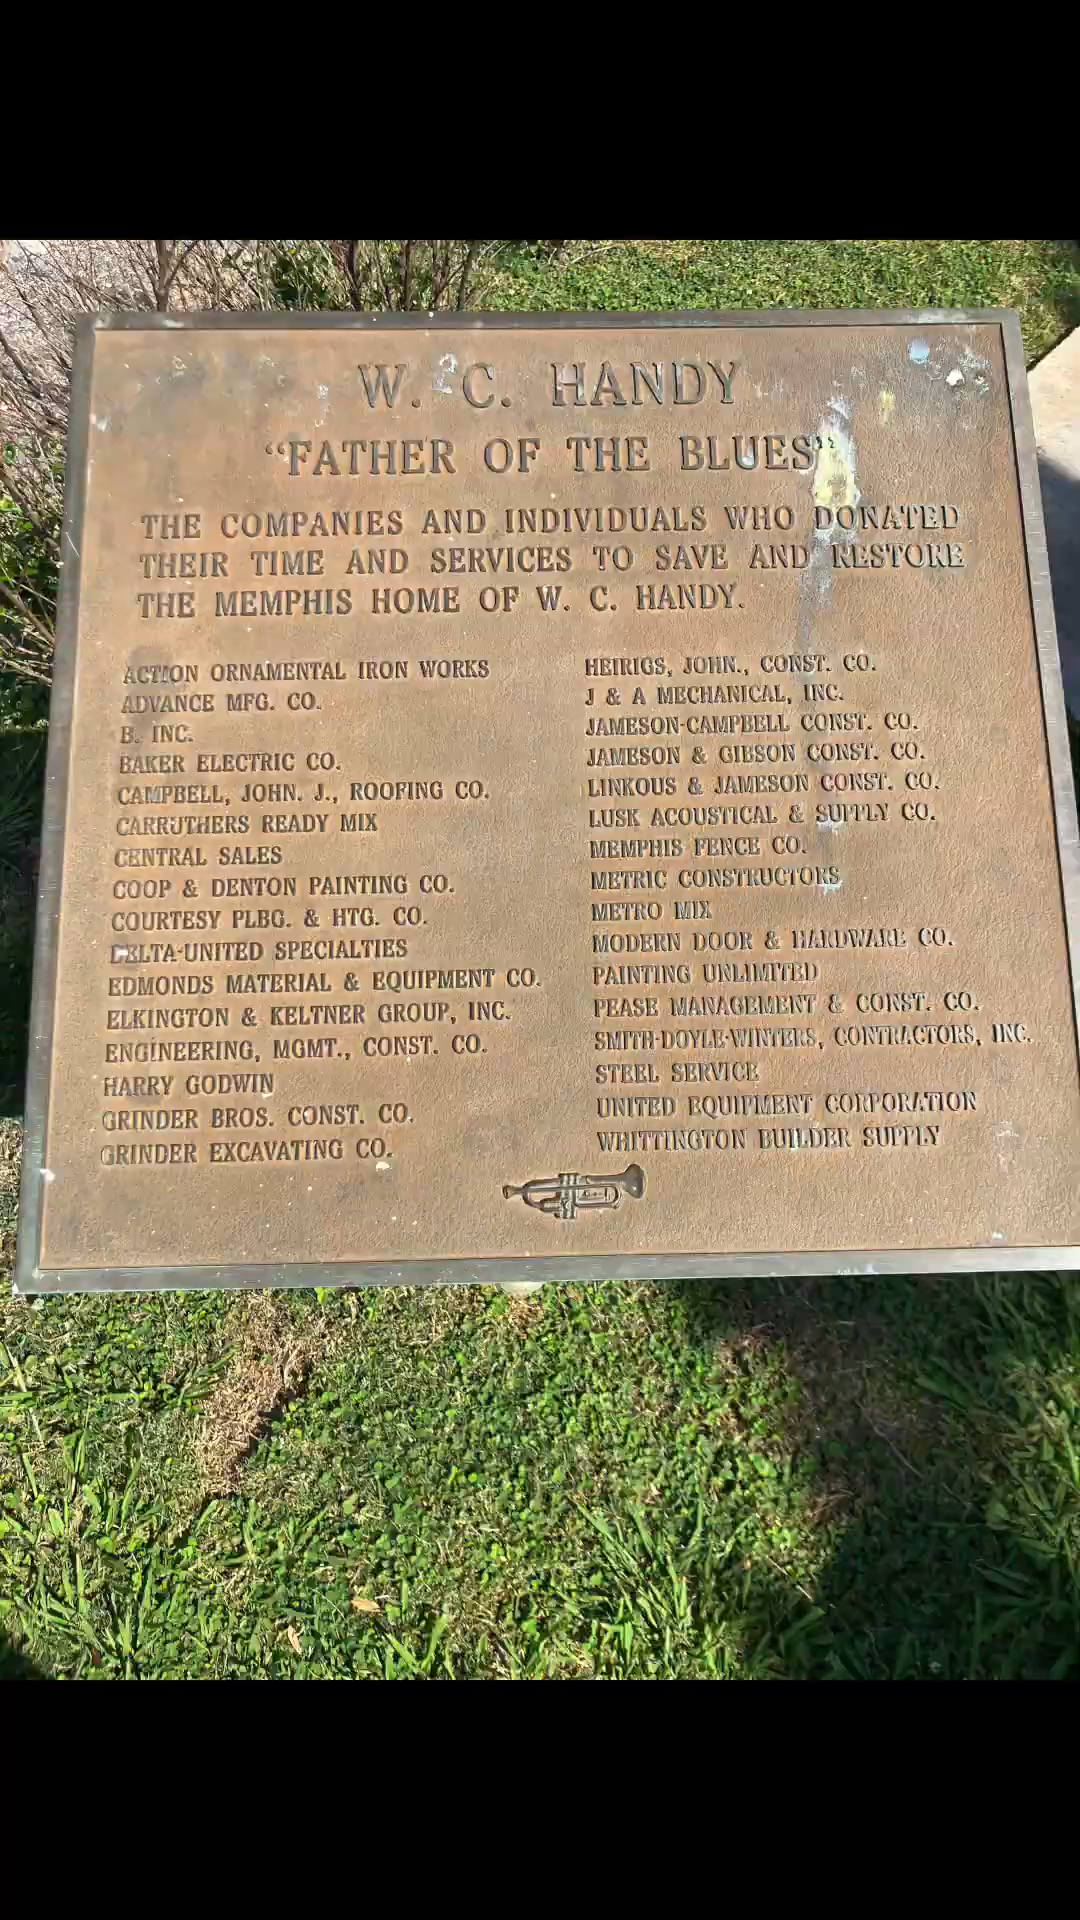 W. C. HANDY
"FATHER OF THE BLUES"
THE COMPANIES AND INDIVIDUALS WHO DONATED
THEIR TIME AND SERVICES TO SAVE AND RESTORE
THE MEMPHIS HOME OF W. C. HANDY.
ACTION ORNAMENTAL IRON WORKS
ADVANCE MFG. CO.
B. INC.
BAKER ELECTRIC CO.
CAMPBELL, JOHN. J., ROOFING CO.
CARRUTHERS READY MIX
CENTRAL SALES
COOP & DENTON PAINTING CO.
COURTESY PLBG. & HTG. CO.
DELTA-UNITED SPECIALTIES
EDMONDS MATERIAL & EQUIPMENT CO.
ELKINGTON & KELTNER GROUP, INC.
ENGINEERING, MGMT., CONST. CO.
HARRY GODWIN
GRINDER BROS. CONST. CO.
GRINDER EXCAVATING CO.
HEIRIGS, JOHN., CONST. CO.
J & A MECHANICAL, INC.
JAMESON-CAMPBELL CONST. CO.
JAMESON & GIBSON CONST. CO.
LINKOUS & JAMESON CONST. CO.
LUSK ACOUSTICAL & SUPPLY CO.
MEMPHIS FENCE CO.
METRIC CONSTRUCTORS
METRO MIX
MODERN DOOR & HARDWARE CO.
PAINTING UNLIMITED
PEASE MANAGEMENT & CONST. CO.
SMITH-DOYLE-WINTERS, CONTRACTORS, INC.
STEEL SERVICE
UNITED EQUIPMENT CORPORATION
WHITTINGTON BUILDER SUPPLY